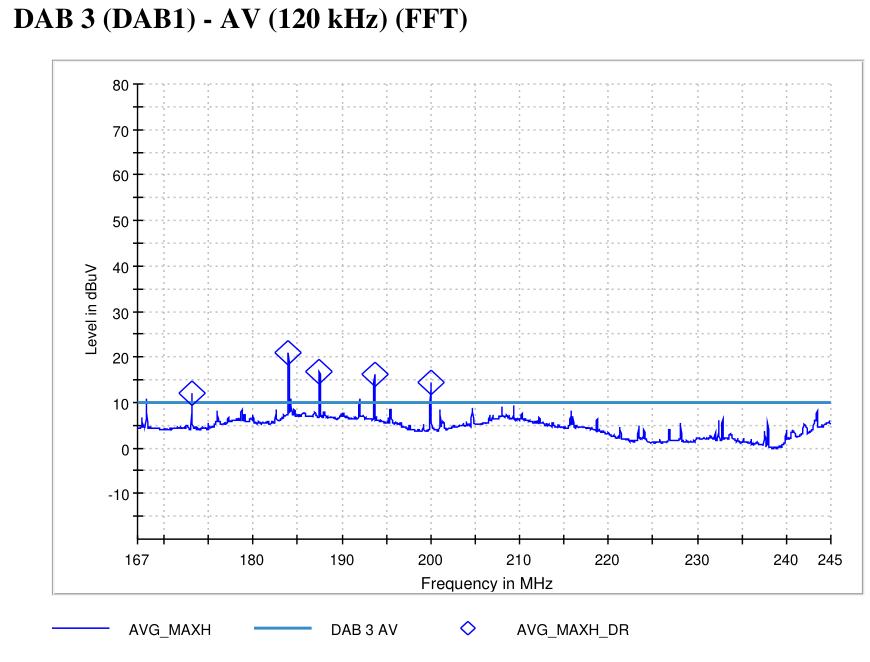 DAB 3 (DAB1) - AV (120 kHz) (FFT)
80
70
60
50
40
30
20
10
0
-10
Level in dBuV
167 180 190 200 210 220 230 240 245
Frequency in MHz
AVG_MAXH DAB 3 AV AVG_MAXH_DR